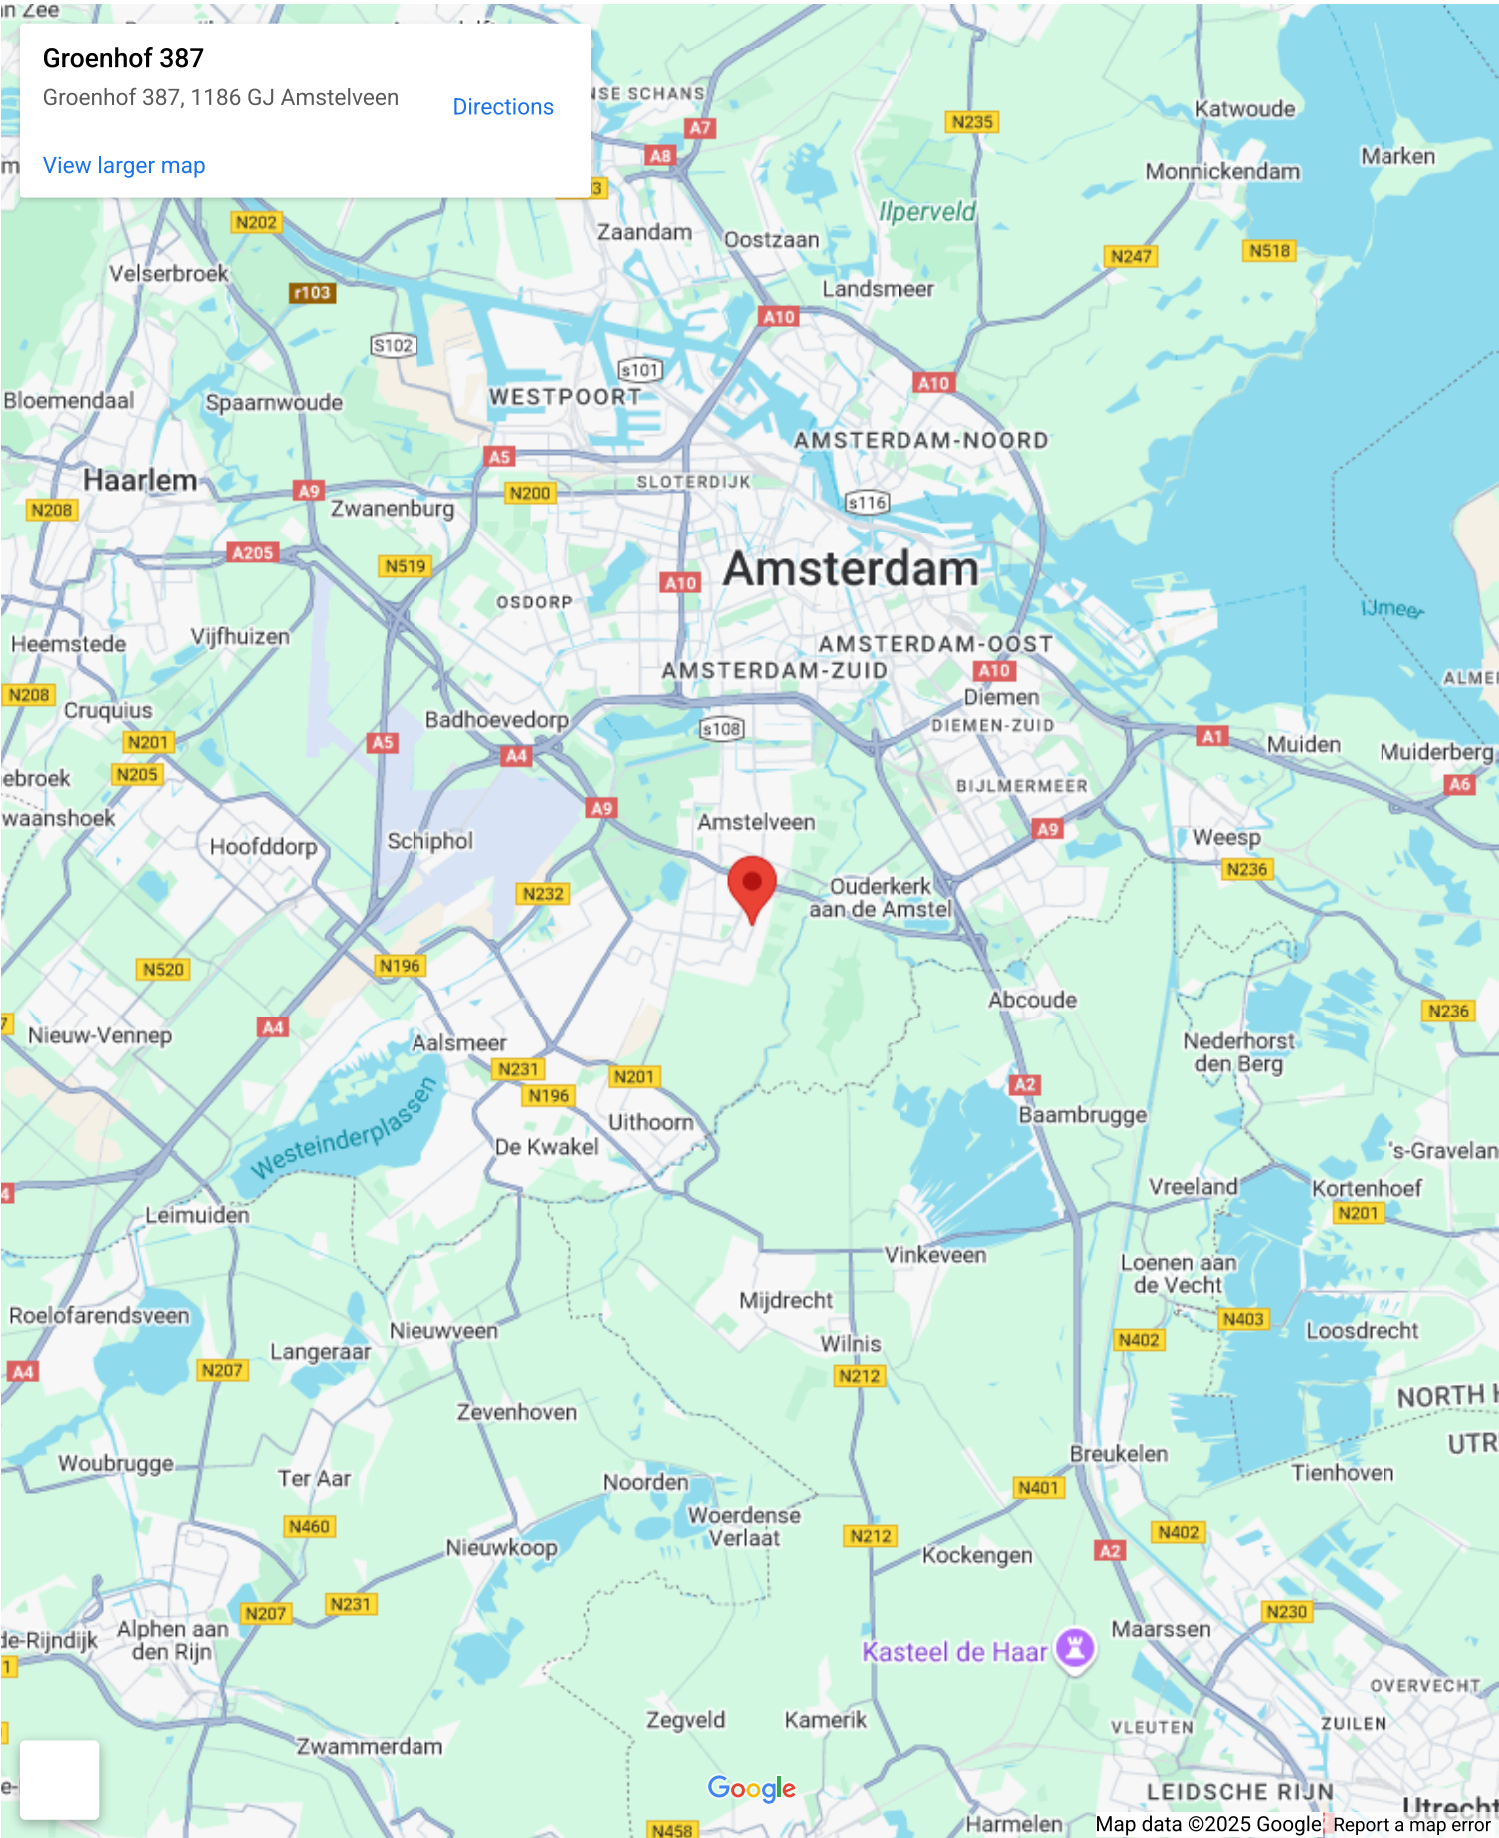 Groenhof 387
Groenhof 387, 1186 GJ Amstelveen
Directions
View larger map
A7
N235
Katwoude
A8
Marken
Monnickendam
Ilperveld
N202
Zaandam
Oostzaan
N247
N518
Velserbroek
r103
Landsmeer
A10
S102
s101
A10
WESTPOORT
Bloemendaal
Spaarnwoude
AMSTERDAM-NOORD
A5
Haarlem
SLOTERDIJK
A9
N200
s116
N208
Zwanenburg
A205
N519
Amsterdam
A10
OSDORP
IJmeer
Heemstede
Vijfhuizen
AMSTERDAM-OOST
AMSTERDAM-ZUID
A10
N208
Diemen
Cruquius
Badhoevedorp
s108
DIEMEN-ZUID
N201
A5
A4
A1
Muiden
Muiderberg
N205
BIJLMERMEER
A6
A9
Amstelveen
A9
Schiphol
Hoofddorp
Weesp
N236
N232
Ouderkerk
aan de Amstel
N520
N196
Abcoude
N236
A4
Nieuw-Vennep
Aalsmeer
Nederhorst
den Berg
N231
N201
A2
N196
Westeinderplassen
Uithoorn
Baambrugge
De Kwakel
Vreeland
Kortenhoef
N201
Leimuiden
Vinkeveen
Loenen aan
de Vecht
Mijdrecht
Roelofarendsveen
N403
Nieuwveen
Loosdrecht
N402
Langeraar
Wilnis
A4
N207
N212
Zevenhoven
Breukelen
Woubrugge
Ter Aar
Noorden
Tienhoven
N401
Woerdense
Verlaat
N460
N212
N402
Nieuwkoop
Kockengen
A2
N207
N231
N230
Alphen aan
den Rijn
Maarssen
Kasteel de Haar
OVERVECHT
Zegveld
Kamerik
VLEUTEN
ZUILEN
Zwammerdam
Google
LEIDSCHE RIJN
Utrecht
Harmelen
N458
Map data ©2025 Google
Report a map error